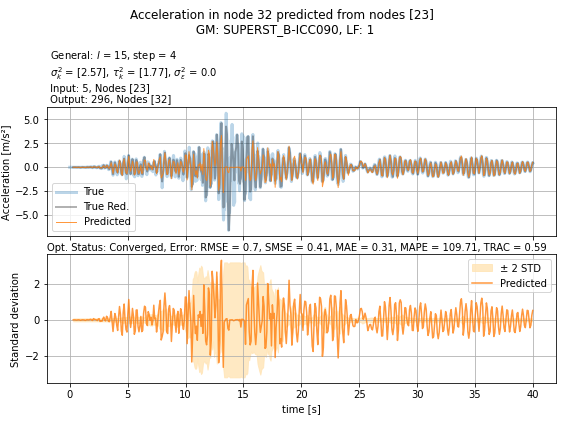 Acceleration in node 32 predicted from nodes [23]
GM: SUPERST_B-ICC090, LF: 1
General: l = 15, step = 4
σ²ₖ = [2.57], τ²ₖ = [1.77], σ²ε = 0.0
Input: 5, Nodes [23]
Output: 296, Nodes [32]
Acceleration [m/s²]
5.0
2.5
0.0
−2.5
−5.0
True
True Red.
Predicted
Opt. Status: Converged, Error: RMSE = 0.7, SMSE = 0.41, MAE = 0.31, MAPE = 109.71, TRAC = 0.59
Standard deviation
2
0
−2
± 2 STD
Predicted
0 5 10 15 20 25 30 35 40
time [s]